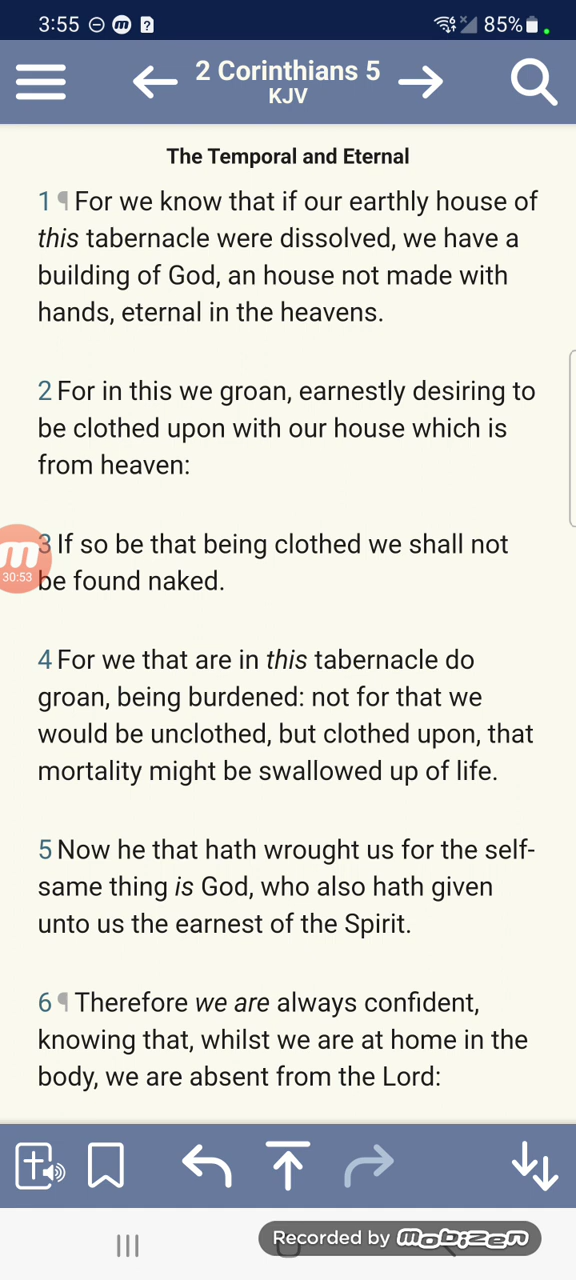 3:55 85%
2 Corinthians 5
KJV
The Temporal and Eternal
1 ¶ For we know that if our earthly house of
this tabernacle were dissolved, we have a
building of God, an house not made with
hands, eternal in the heavens.
2 For in this we groan, earnestly desiring to
be clothed upon with our house which is
from heaven:
3 If so be that being clothed we shall not
be found naked.
m
30:53
4 For we that are in this tabernacle do
groan, being burdened: not for that we
would be unclothed, but clothed upon, that
mortality might be swallowed up of life.
5 Now he that hath wrought us for the self-
same thing is God, who also hath given
unto us the earnest of the Spirit.
6 ¶ Therefore we are always confident,
knowing that, whilst we are at home in the
body, we are absent from the Lord:
Recorded by mobizen